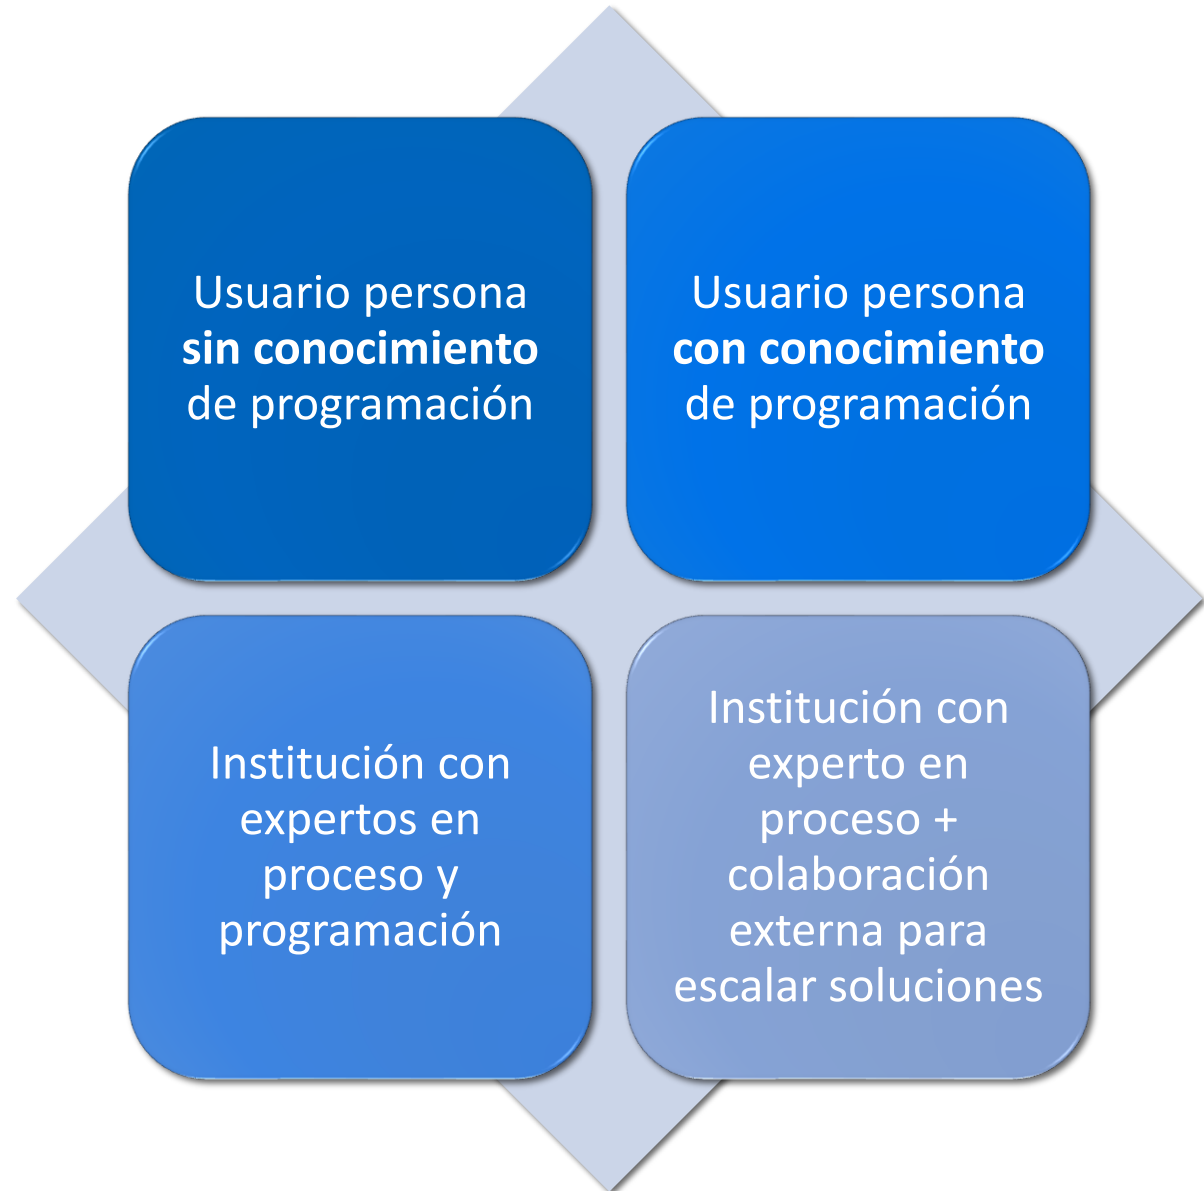 Usuario persona
sin conocimiento
de programación
Usuario persona
con conocimiento
de programación
Institución con
expertos en
proceso y
programación
Institución con
experto en
proceso +
colaboración
externa para
escalar soluciones